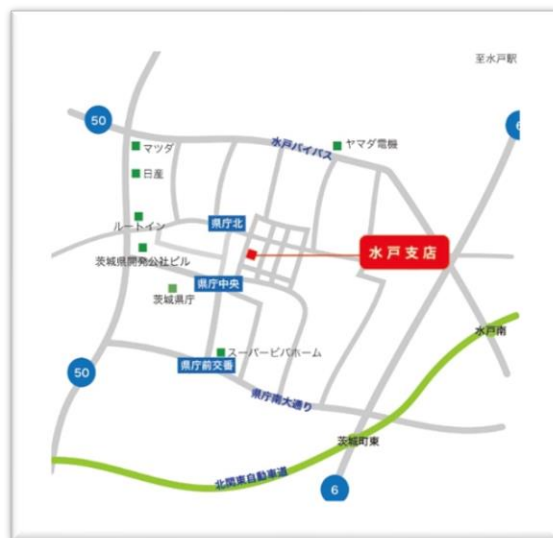 至水戸駅
50
6
マツダ
水戸バイパス
ヤマダ電機
日産
ルートイン
県庁北
水戸支店
茨城県開発公社ビル
県庁中央
茨城県庁
水戸南
スーパービバホーム
県庁前交番
50
県庁南大通り
茨城町東
北関東自動車道
6